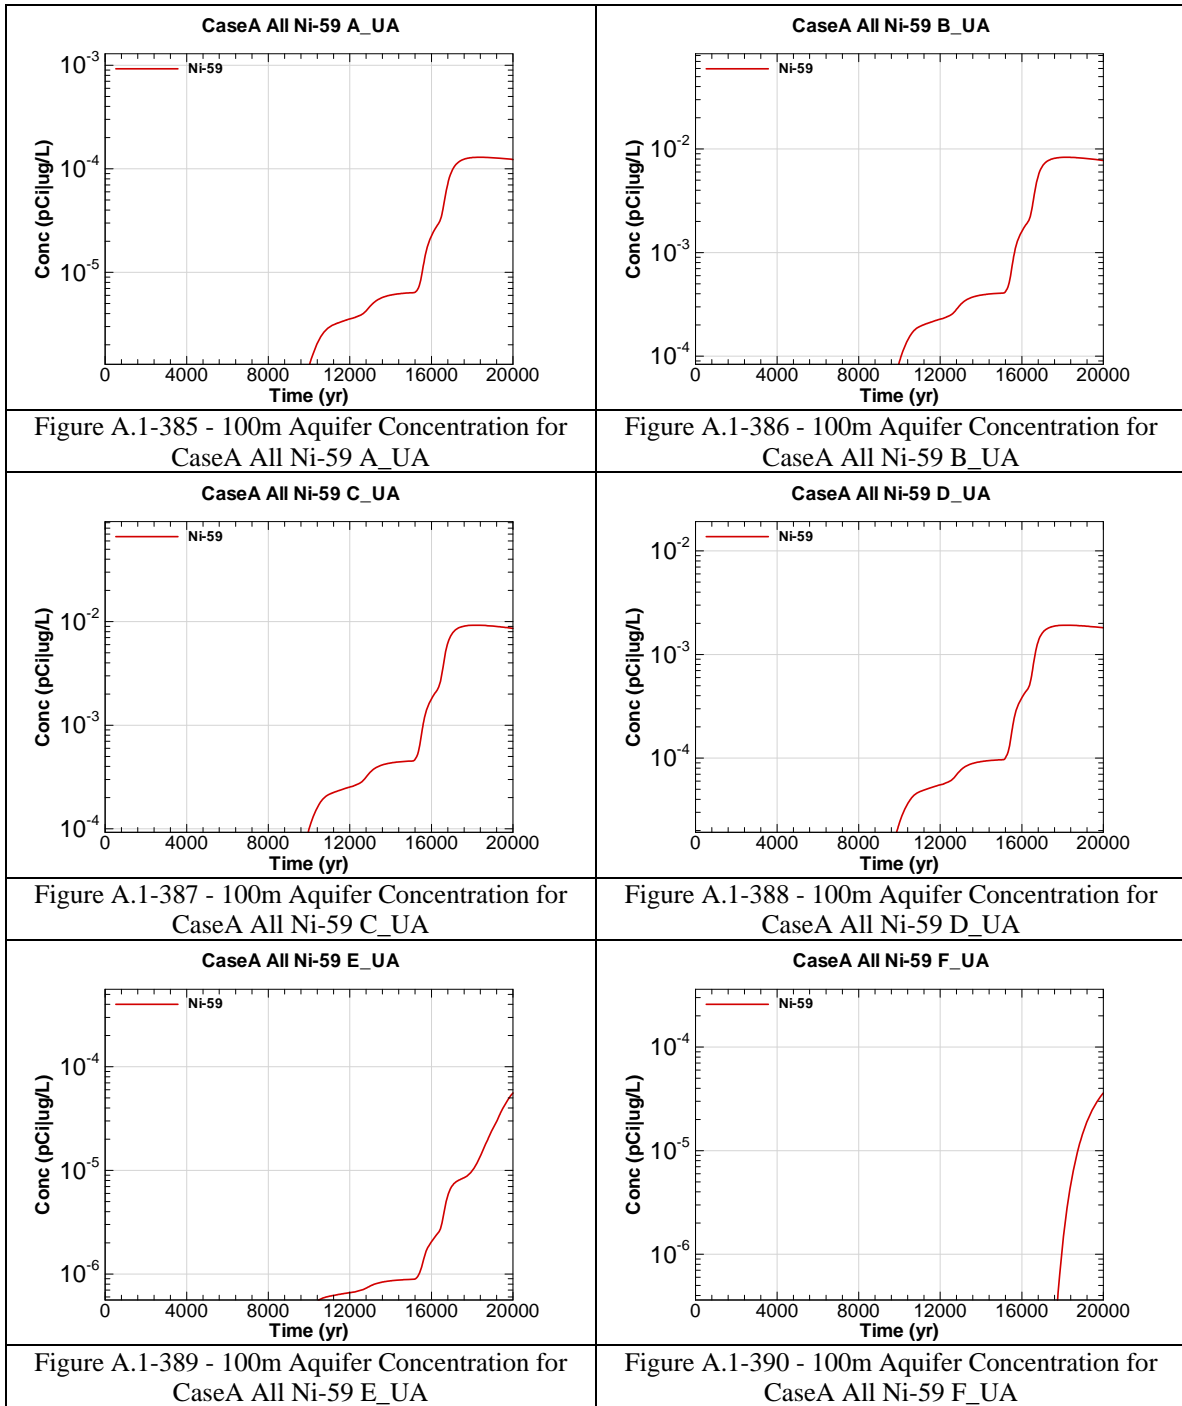 CaseA All Ni-59 A_UA
Ni-59
10-3
10-4
10-5
Conc (pCi|ug/L)
0 4000 8000 12000 16000 20000
Time (yr)
Figure A.1-385 - 100m Aquifer Concentration for
CaseA All Ni-59 A_UA
CaseA All Ni-59 B_UA
Ni-59
10-2
10-3
10-4
Conc (pCi|ug/L)
0 4000 8000 12000 16000 20000
Time (yr)
Figure A.1-386 - 100m Aquifer Concentration for
CaseA All Ni-59 B_UA
CaseA All Ni-59 C_UA
Ni-59
10-2
10-3
10-4
Conc (pCi|ug/L)
0 4000 8000 12000 16000 20000
Time (yr)
Figure A.1-387 - 100m Aquifer Concentration for
CaseA All Ni-59 C_UA
CaseA All Ni-59 D_UA
Ni-59
10-2
10-3
10-4
Conc (pCi|ug/L)
0 4000 8000 12000 16000 20000
Time (yr)
Figure A.1-388 - 100m Aquifer Concentration for
CaseA All Ni-59 D_UA
CaseA All Ni-59 E_UA
Ni-59
10-4
10-5
10-6
Conc (pCi|ug/L)
0 4000 8000 12000 16000 20000
Time (yr)
Figure A.1-389 - 100m Aquifer Concentration for
CaseA All Ni-59 E_UA
CaseA All Ni-59 F_UA
Ni-59
10-4
10-5
10-6
Conc (pCi|ug/L)
0 4000 8000 12000 16000 20000
Time (yr)
Figure A.1-390 - 100m Aquifer Concentration for
CaseA All Ni-59 F_UA